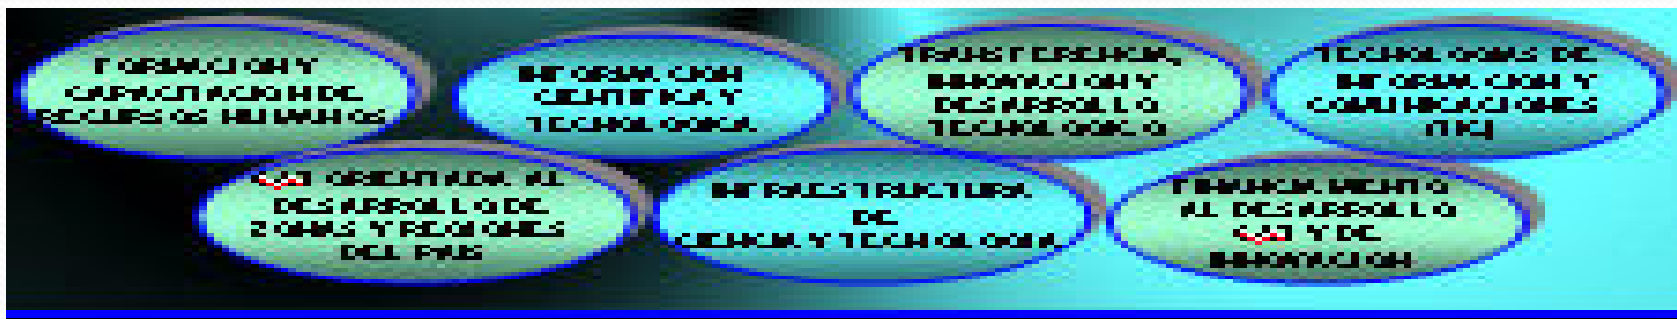 FORMACION Y
CAPACITACION DE
RECURSOS HUMANOS
INFORMACION
CIENTIFICA Y
TECNOLOGICA
TRANSFERENCIA,
INNOVACION Y
DESARROLLO
TECNOLOGICO
TECNOLOGIAS DE
INFORMACION Y
COMUNICACIONES
(TIC)
ORIENTADA AL
DESARROLLO DE
ZONAS Y REGIONES
DEL PAIS
INFRAESTRUCTURA
DE
CIENCIA Y TECNOLOGIA
FINANCIAMIENTO
AL DESARROLLO
Y DE
INNOVACION